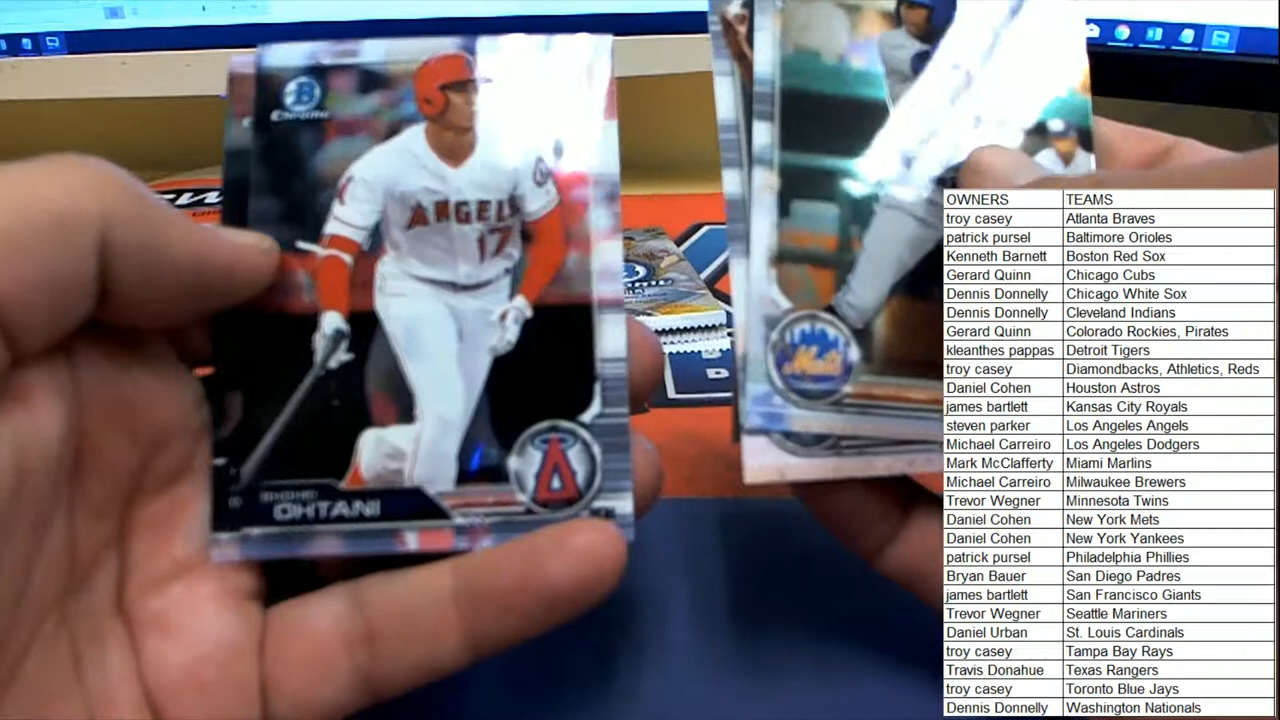 Chrome
ANGELS
17
SHOHEI
OHTANI
Mets
OWNERS TEAMS
troy casey Atlanta Braves
patrick pursel Baltimore Orioles
Kenneth Barnett Boston Red Sox
Gerard Quinn Chicago Cubs
Dennis Donnelly Chicago White Sox
Dennis Donnelly Cleveland Indians
Gerard Quinn Colorado Rockies, Pirates
kleanthes pappas Detroit Tigers
troy casey Diamondbacks, Athletics, Reds
Daniel Cohen Houston Astros
james bartlett Kansas City Royals
steven parker Los Angeles Angels
Michael Carreiro Los Angeles Dodgers
Mark McClafferty Miami Marlins
Michael Carreiro Milwaukee Brewers
Trevor Wegner Minnesota Twins
Daniel Cohen New York Mets
Daniel Cohen New York Yankees
patrick pursel Philadelphia Phillies
Bryan Bauer San Diego Padres
james bartlett San Francisco Giants
Trevor Wegner Seattle Mariners
Daniel Urban St. Louis Cardinals
troy casey Tampa Bay Rays
Travis Donahue Texas Rangers
troy casey Toronto Blue Jays
Dennis Donnelly Washington Nationals